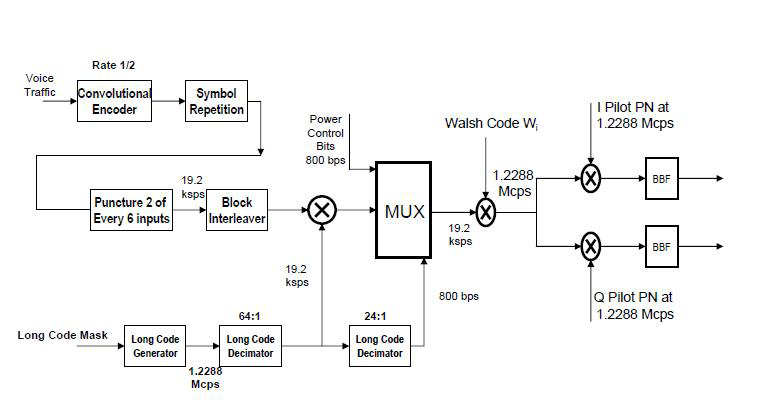 Rate 1/2
Voice
Traffic
Convolutional
Encoder
Symbol
Repetition
Power
Control
Bits
800 bps
Walsh Code Wi
I Pilot PN at
1.2288 Mcps
Puncture 2 of
Every 6 inputs
19.2
ksps
Block
Interleaver
X
MUX
19.2
ksps
X
1.2288
Mcps
X
BBF
X
BBF
19.2
ksps
800 bps
Q Pilot PN at
1.2288 Mcps
Long Code Mask
Long Code
Generator
1.2288
Mcps
64:1
Long Code
Decimator
24:1
Long Code
Decimator